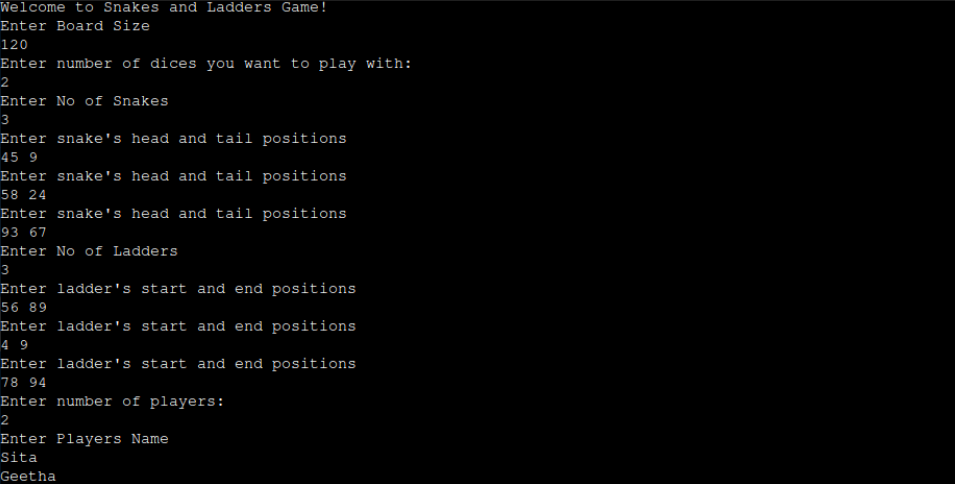 Welcome to Snakes and Ladders Game!
Enter Board Size
120
Enter number of dices you want to play with:
2
Enter No of Snakes
3
Enter snake's head and tail positions
45 9
Enter snake's head and tail positions
58 24
Enter snake's head and tail positions
93 67
Enter No of Ladders
3
Enter ladder's start and end positions
56 89
Enter ladder's start and end positions
4 9
Enter ladder's start and end positions
78 94
Enter number of players:
2
Enter Players Name
Sita
Geetha